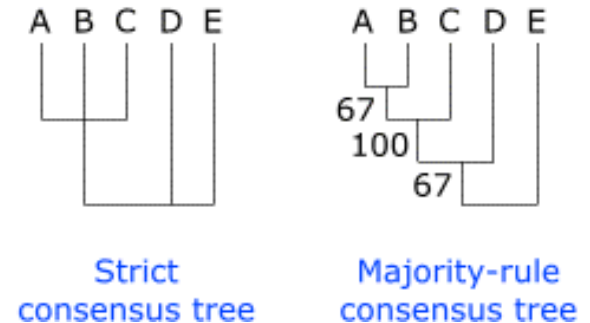 A B C D E
A B C D E
67
100
67
Strict
consensus tree
Majority-rule
consensus tree